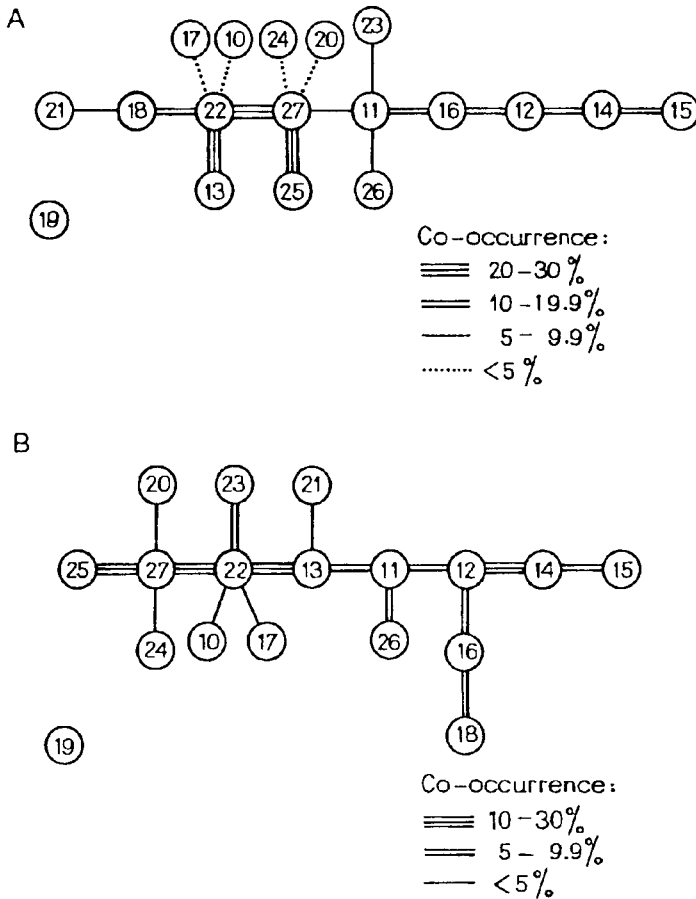 A
23
17 10 24 20
21 18 22 27 11 16 12 14 15
13 25 26
19
Co-occurrence:
20-30%
10-19.9%
5- 9.9%
<5%
B
20 23 21
25 27 22 13 11 12 14 15
24 10 17 26 16
18
19
Co-occurrence:
10-30%
5- 9.9%
<5%